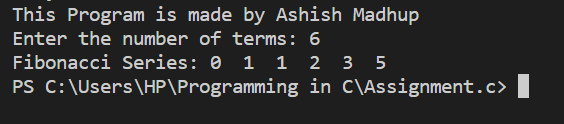 This Program is made by Ashish Madhup
Enter the number of terms: 6
Fibonacci Series: 0  1  1  2  3  5
PS C:\Users\HP\Programming in C\Assignment.c>